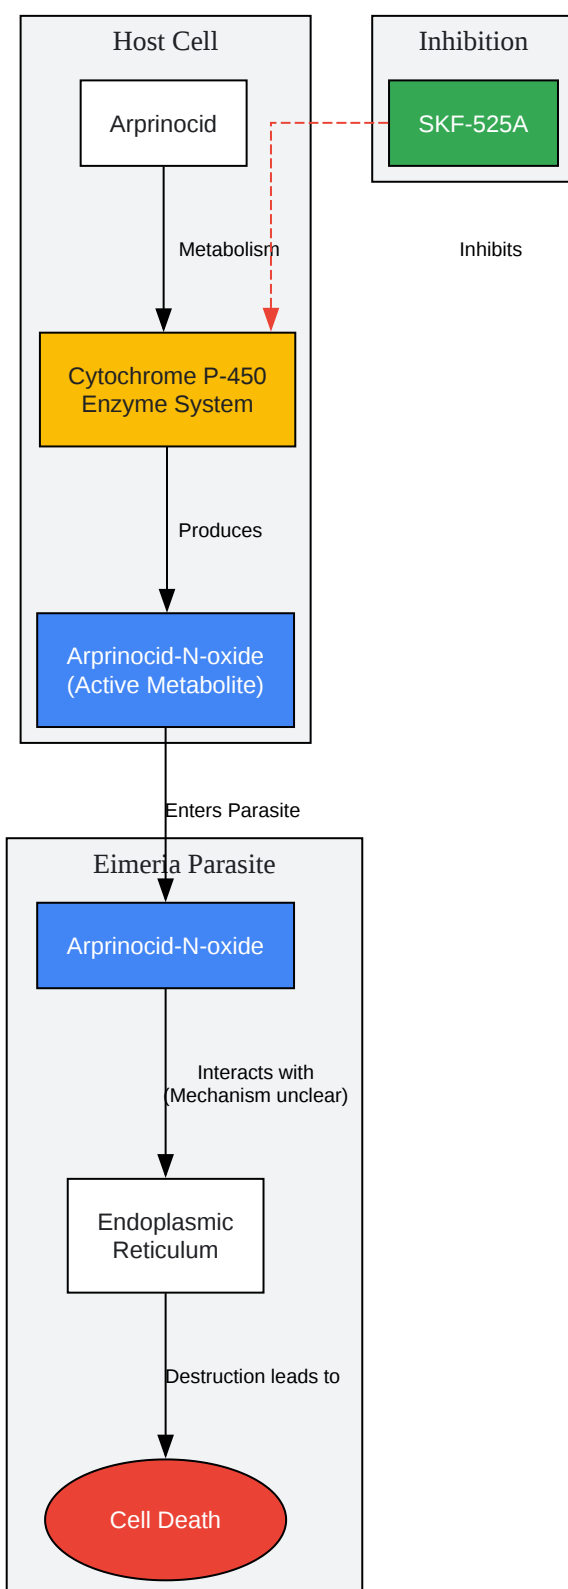 Host Cell
Inhibition
Arprinocid
SKF-525A
Metabolism
Inhibits
Cytochrome P-450
Enzyme System
Produces
Arprinocid-N-oxide
(Active Metabolite)
Enters Parasite
Eimeria Parasite
Arprinocid-N-oxide
Interacts with
(Mechanism unclear)
Endoplasmic
Reticulum
Destruction leads to
Cell Death